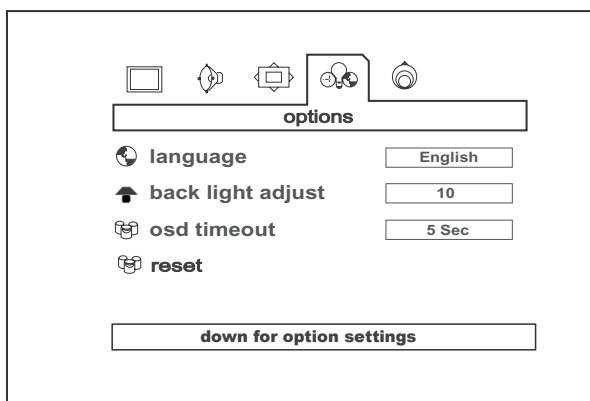 options
language English
back light adjust 10
osd timeout 5 Sec
reset
down for option settings